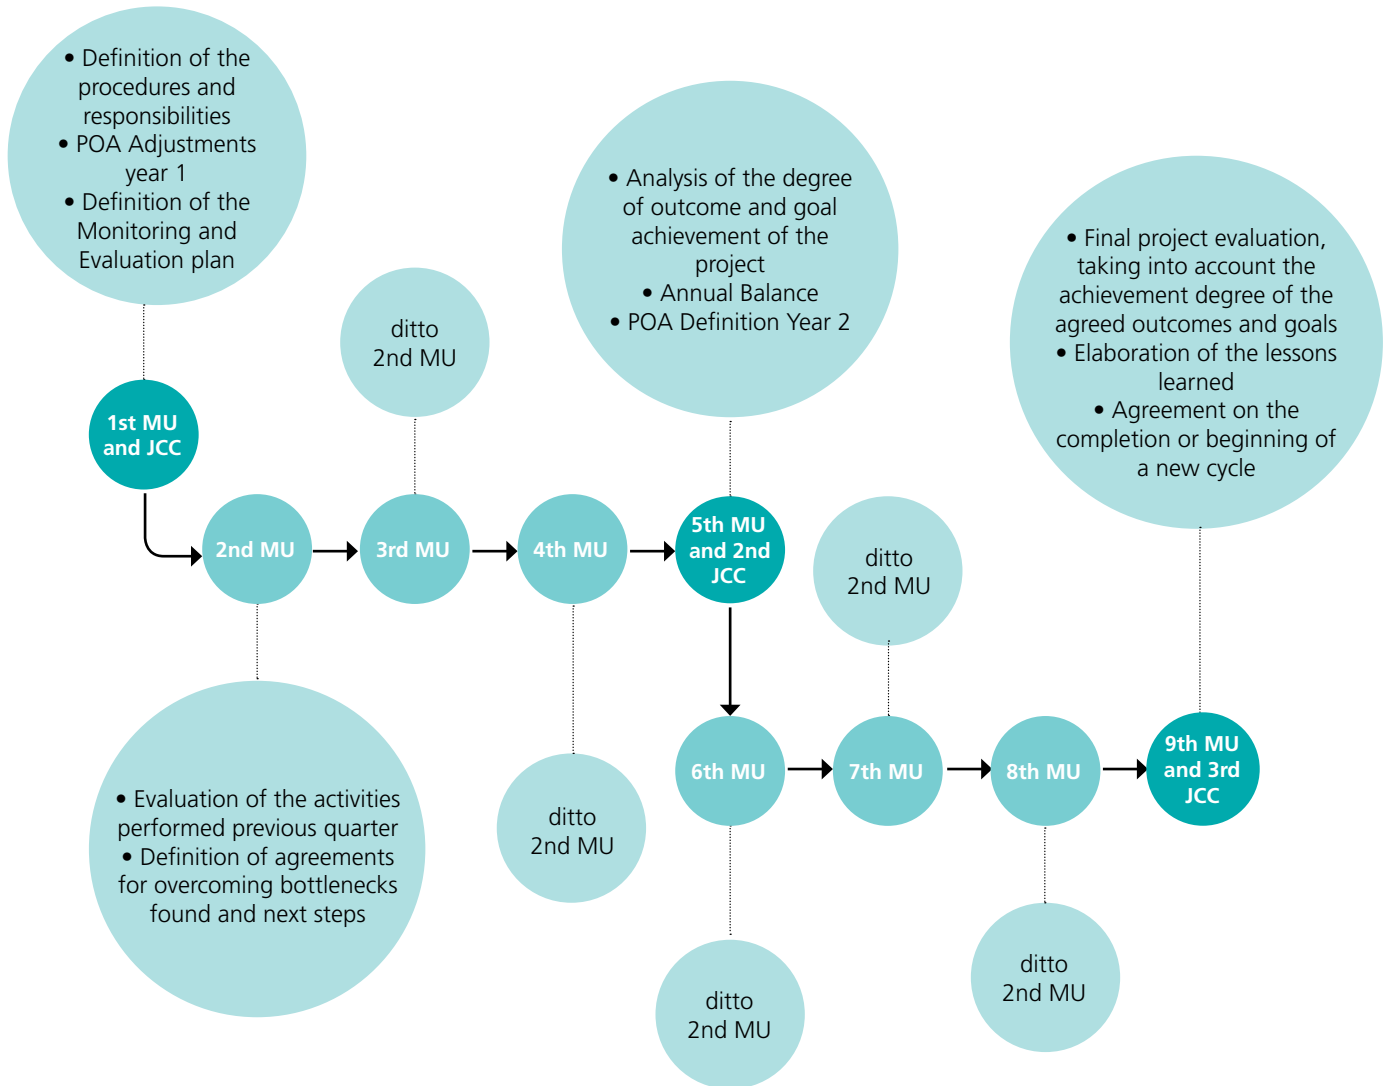 • Definition of the
procedures and
responsibilities
• POA Adjustments
year 1
• Definition of the
Monitoring and
Evaluation plan
1st MU
and JCC
2nd MU
• Evaluation of the activities
performed previous quarter
• Definition of agreements
for overcoming bottlenecks
found and next steps
ditto
2nd MU
3rd MU
4th MU
ditto
2nd MU
• Analysis of the degree
of outcome and goal
achievement of the
project
• Annual Balance
• POA Definition Year 2
5th MU
and 2nd
JCC
6th MU
ditto
2nd MU
ditto
2nd MU
7th MU
8th MU
ditto
2nd MU
• Final project evaluation,
taking into account the
achievement degree of the
agreed outcomes and goals
• Elaboration of the lessons
learned
• Agreement on the
completion or beginning of
a new cycle
9th MU
and 3rd
JCC